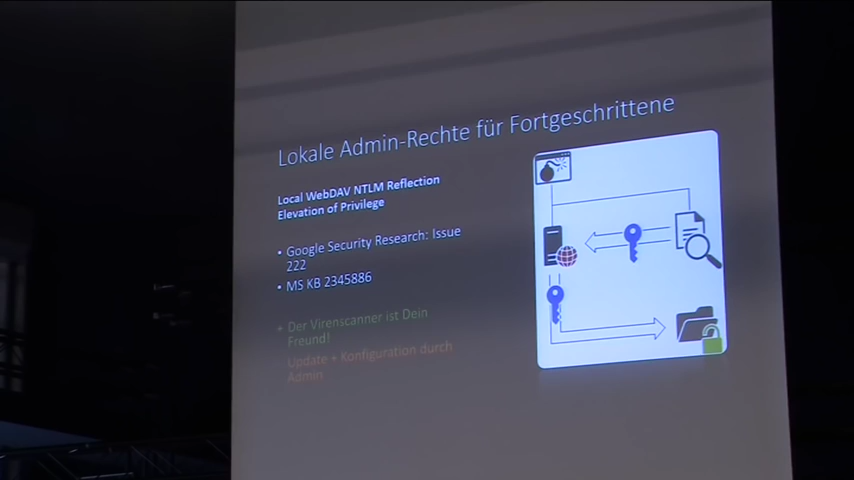 Lokale Admin-Rechte für Fortgeschrittene
Local WebDAV NTLM Reflection
Elevation of Privilege
• Google Security Research: Issue
222
• MS KB 2345886
• Der Virenscanner ist Dein
Freund!
Update + Konfiguration durch
Admin